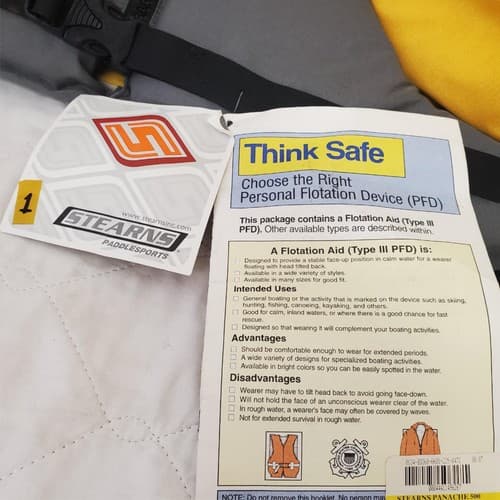 1
www.stearnsinc.com
STEARNS
PADDLESPORTS
Think Safe
Choose the Right
Personal Flotation Device (PFD)
This package contains a Flotation Aid (Type III
PFD). Other available types are described within.
A Flotation Aid (Type III PFD) is:
Designed to provide a stable face-up position in calm water for a wearer
floating with head tilted back.
Available in a wide variety of styles.
Available in many sizes for good fit.
Intended Uses
General boating or the activity that is marked on the device such as skiing,
hunting, fishing, canoeing, kayaking, and others.
Good for calm, inland waters, or where there is a good chance for fast
rescue.
Designed so that wearing it will complement your boating activities.
Advantages
Should be comfortable enough to wear for extended periods.
A wide variety of designs for specialized boating activities.
Available in bright colors so you can be easily spotted in the water.
Disadvantages
Wearer may have to tilt head back to avoid going face-down.
Will not hold the face of an unconscious wearer clear of the water.
In rough water, a wearer's face may often be covered by waves.
Not for extended survival in rough water.
NOTE: Do not remove this booklet.
STEARNS PANACHE 500